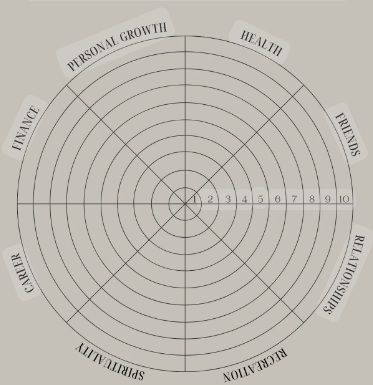 PERSONAL GROWTH
HEALTH
FINANCE
FRIENDS
1 2 3 4 5 6 7 8 9 10
CAREER
RELATIONSHIPS
SPIRITUALITY
RECREATION